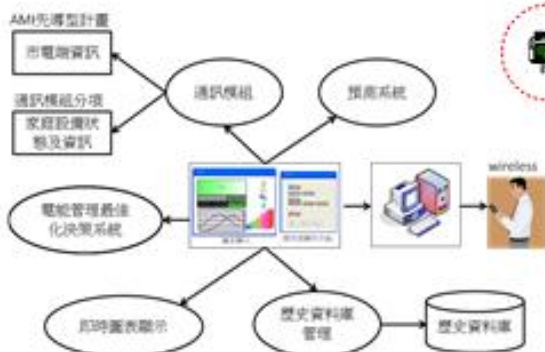 AMI先導型計畫
市電端資訊
通訊模組分項
家庭設備狀
態及資訊
通訊模組
預測系統
wireless
電能管理最佳
化決策系統
即時圖表顯示
歷史資料庫
管理
歷史資料庫